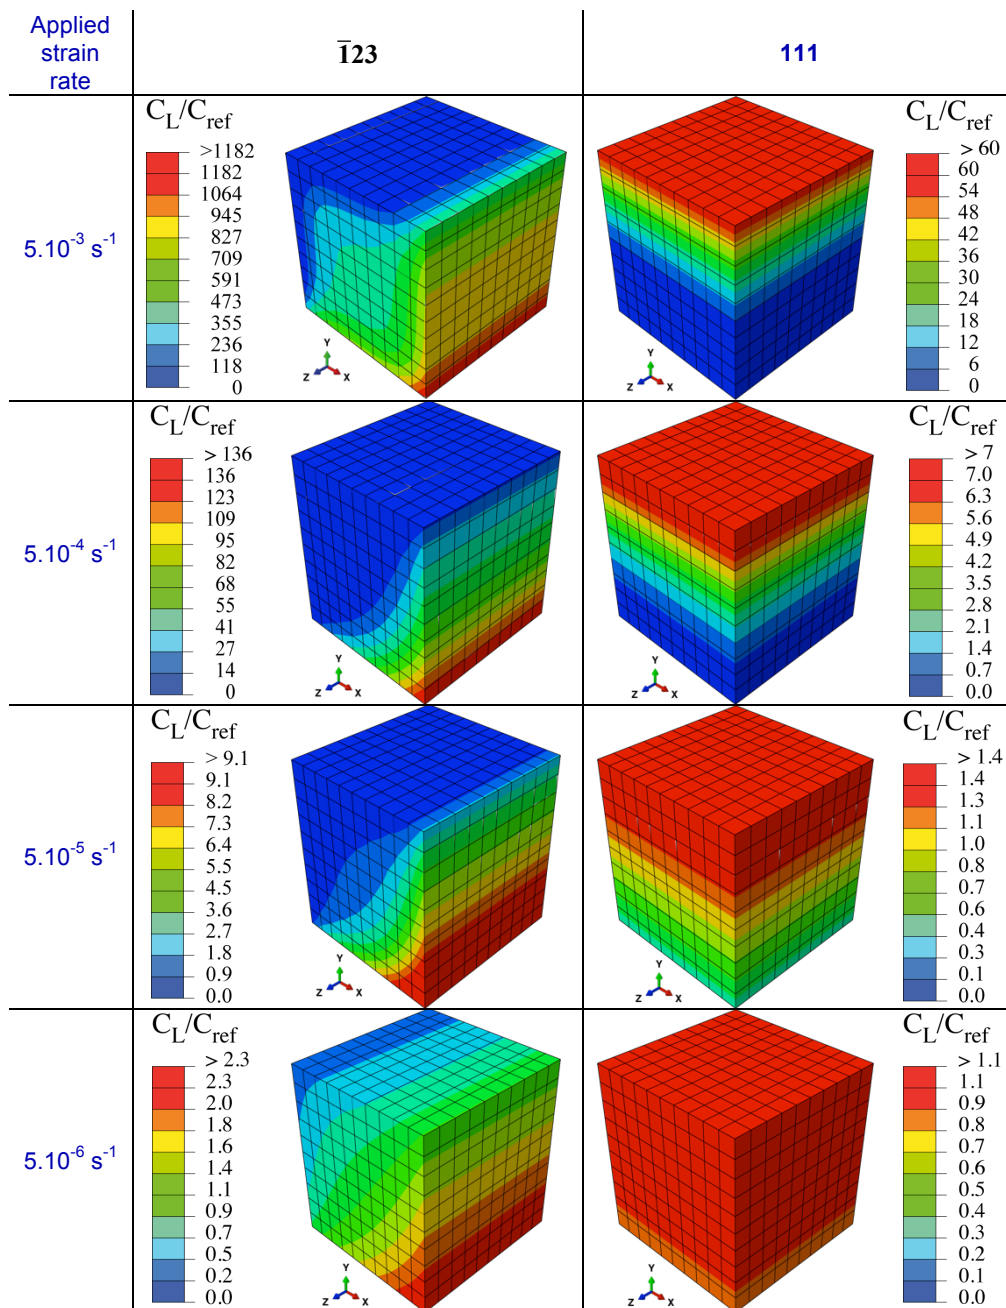 Applied
strain
rate
1̅23
111
5.10⁻³ s⁻¹
C_L/C_ref
>1182
1182
1064
945
827
709
591
473
355
236
118
0
Y
Z
X
C_L/C_ref
> 60
60
54
48
42
36
30
24
18
12
6
0
Y
Z
X
5.10⁻⁴ s⁻¹
C_L/C_ref
> 136
136
123
109
95
82
68
55
41
27
14
0
Y
Z
X
C_L/C_ref
> 7
7.0
6.3
5.6
4.9
4.2
3.5
2.8
2.1
1.4
0.7
0.0
Y
Z
X
5.10⁻⁵ s⁻¹
C_L/C_ref
> 9.1
9.1
8.2
7.3
6.4
5.5
4.5
3.6
2.7
1.8
0.9
0.0
Y
Z
X
C_L/C_ref
> 1.4
1.4
1.3
1.1
1.0
0.8
0.7
0.6
0.4
0.3
0.1
0.0
Y
Z
X
5.10⁻⁶ s⁻¹
C_L/C_ref
> 2.3
2.3
2.0
1.8
1.6
1.4
1.1
0.9
0.7
0.5
0.2
0.0
Y
Z
X
C_L/C_ref
> 1.1
1.1
0.9
0.8
0.7
0.6
0.5
0.4
0.3
0.2
0.1
0.0
Y
Z
X